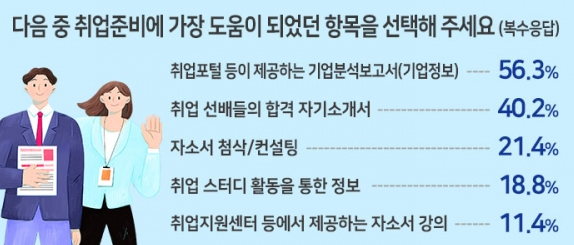 다음 중 취업준비에 가장 도움이 되었던 항목을 선택해 주세요 (복수응답)
취업포털 등이 제공하는 기업분석보고서(기업정보) ---- 56.3%
취업 선배들의 합격 자기소개서 ---- 40.2%
자소서 첨삭/컨설팅 ---- 21.4%
취업 스터디 활동을 통한 정보 ---- 18.8%
취업지원센터 등에서 제공하는 자소서 강의 ---- 11.4%